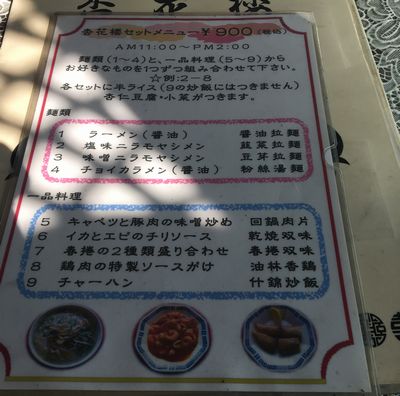 杏花楼
杏花楼セットメニュー¥900(税込)
AM11:00～PM2:00
麺類(1～4)と、一品料理(5～9)から
お好きなものを1つずつ組み合わせて下さい。
☆例:2－8
各セットに半ライス(9の炒飯にはつきません)
杏仁豆腐・小菜がつきます。
麺類
1 ラーメン(醤油) 醤油拉麺
2 塩味ニラモヤシメン 韮菜拉麺
3 味噌ニラモヤシメン 豆芽拉麺
4 チョイカラメン(醤油) 粉絲湯麺
一品料理
5 キャベツと豚肉の味噌炒め 回鍋肉片
6 イカとエビのチリソース 乾焼双味
7 春捲の2種類盛り合わせ 春捲双味
8 鶏肉の特製ソースがけ 油林香鶏
9 チャーハン 什錦炒飯